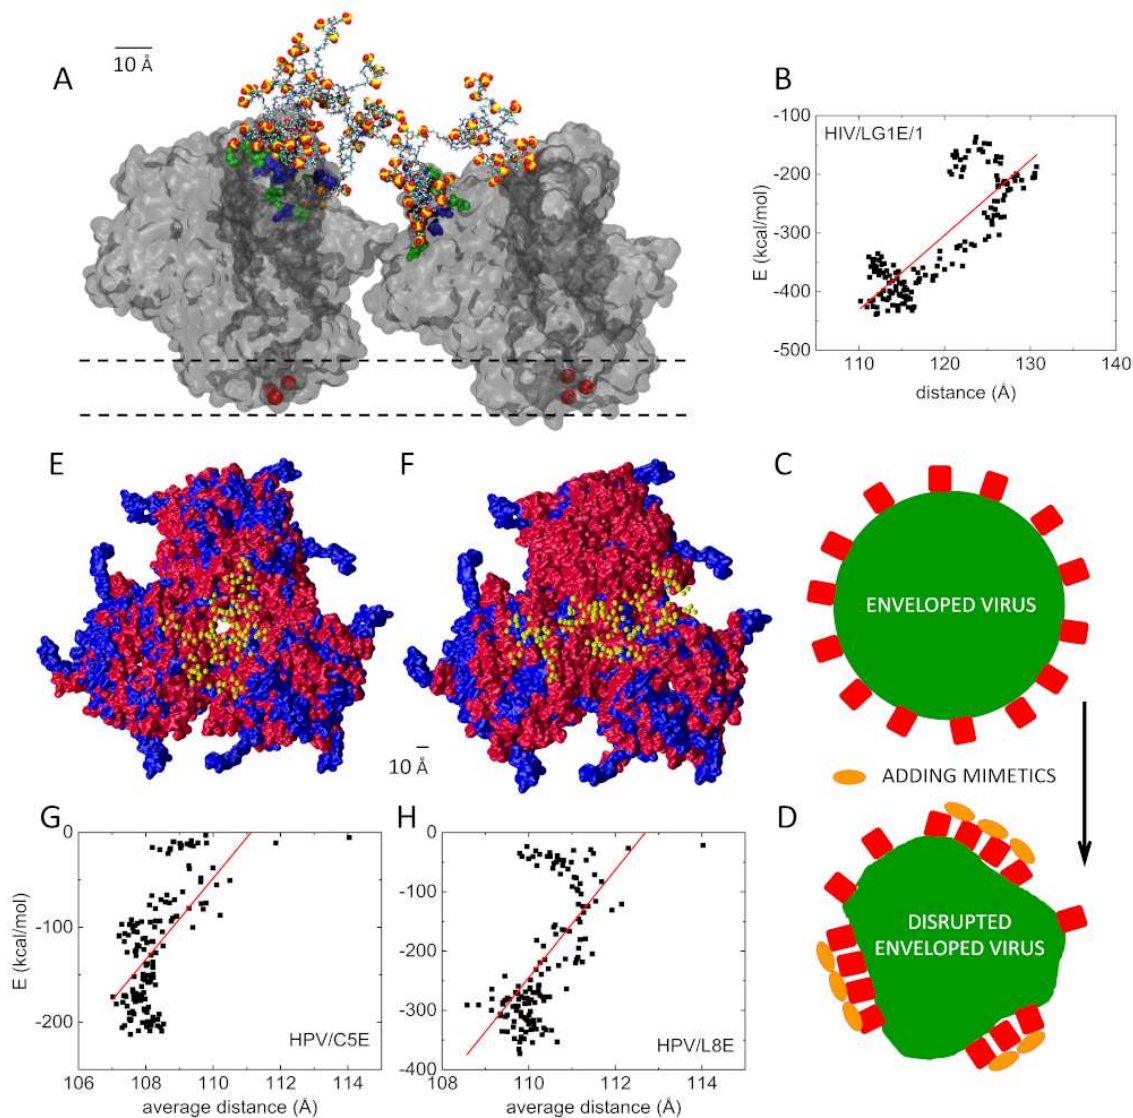 10 Å
A
B
HIV/LG1E/1
-100
-200
-300
-400
-500
E (kcal/mol)
110 120 130 140
distance (Å)
E
F
C
ENVELOPED VIRUS
10 Å
ADDING MIMETICS
G
H
D
0
-100
-200
E (kcal/mol)
HPV/C5E
106 108 110 112 114
average distance (Å)
0
-100
-200
-300
-400
HPV/L8E
108 110 112 114
average distance (Å)
DISRUPTED
ENVELOPED VIRUS